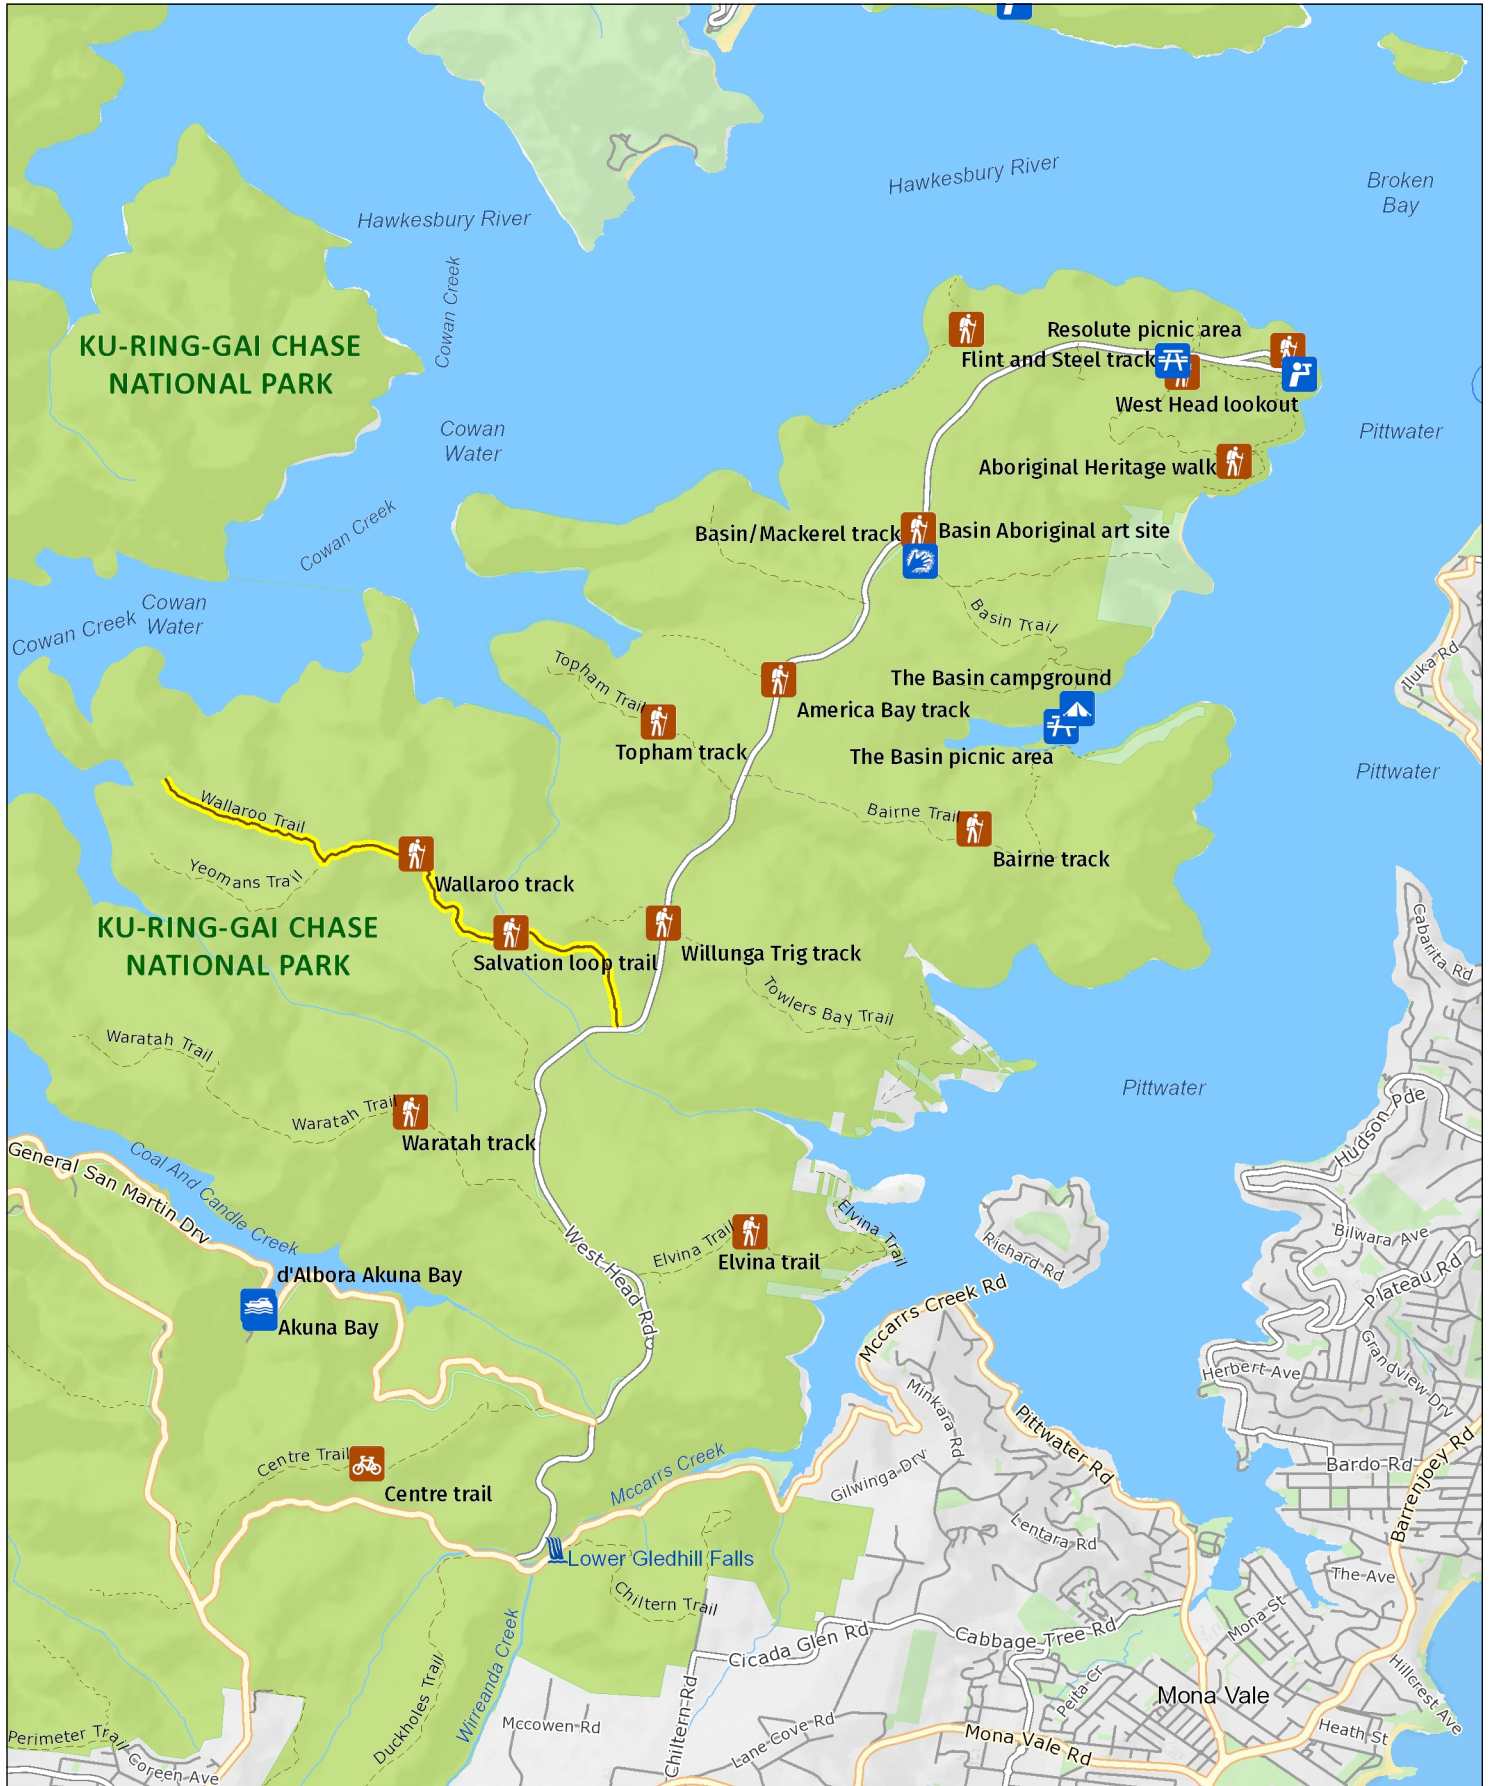 Hawkesbury River
Broken
Bay
Hawkesbury River
Cowan Creek
KU-RING-GAI CHASE
NATIONAL PARK
Resolute picnic area
Flint and Steel track
West Head lookout
Cowan
Water
Pittwater
Aboriginal Heritage walk
Cowan Creek
Basin/Mackerel track
Basin Aboriginal art site
Cowan Creek
Cowan
Water
Basin Trail
Iluka Rd
Topham Trail
The Basin campground
America Bay track
Topham track
The Basin picnic area
Pittwater
Wallaroo Trail
Bairne Trail
Bairne track
Yeomans Trail
Wallaroo track
KU-RING-GAI CHASE
NATIONAL PARK
Salvation loop trail
Willunga Trig track
Cabarita Rd
Towlers Bay Trail
Waratah Trail
Pittwater
Waratah Trail
Waratah track
Hudson Pde
General San Martin Drv
Coal And Candle Creek
Elvina Trail
Elvina Trail
Elvina trail
West Head Rd
Richard Rd
Bilwara Ave
Plateau Rd
d'Albora Akuna Bay
Akuna Bay
Mccarrs Creek Rd
Herbert Ave
Grandview Drv
Minkara Rd
Pittwater Rd
Centre Trail
Centre trail
Mccarrs Creek
Gilwinga Drv
Bardo Rd
Barrenjoey Rd
Lentara Rd
Lower Gledhill Falls
The Ave
Chiltern Trail
Mona St
Cicada Glen Rd
Cabbage Tree Rd
Wirreanda Creek
Duckholes Trail
Peita Cr
Hillcrest Ave
Mona Vale
Mccowen Rd
Chiltern Rd
Lane Cove Rd
Mona Vale Rd
Heath St
Perimeter Trail
Coreen Ave